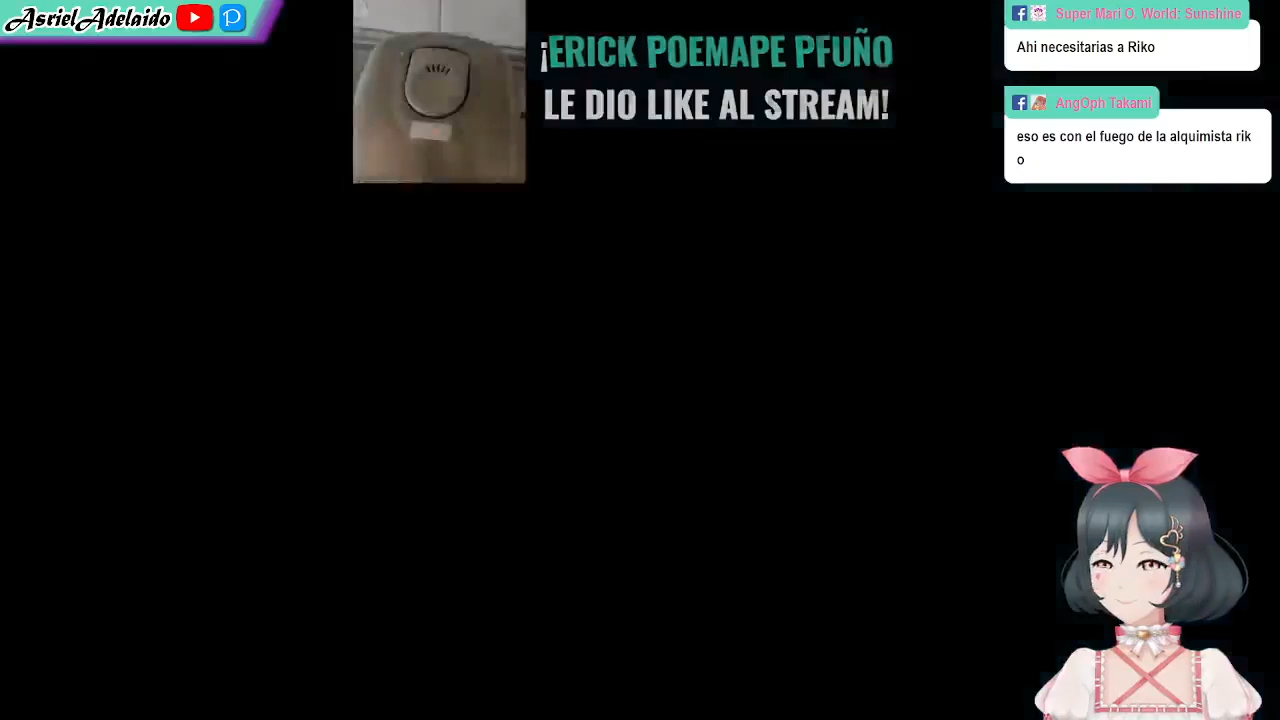 AsrielAdelaido
¡ERICK POEMAPE PFUÑO
LE DIO LIKE AL STREAM!
Super Mari O. World: Sunshine
Ahi necesitarias a Riko
AngOph Takami
eso es con el fuego de la alquimista rik
o